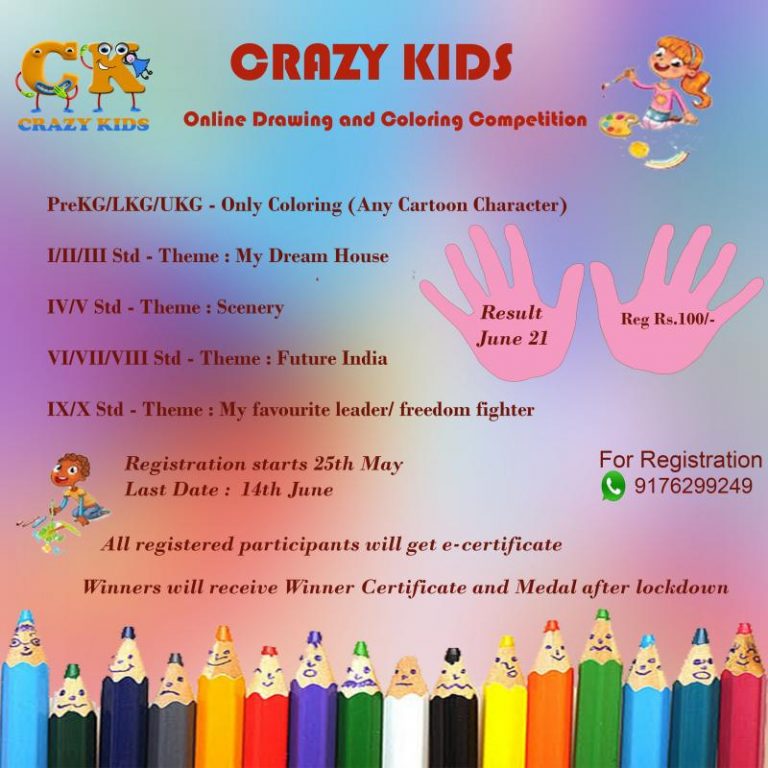 CK
CRAZY KIDS
CRAZY KIDS
Online Drawing and Coloring Competition
PreKG/LKG/UKG - Only Coloring (Any Cartoon Character)
I/II/III Std - Theme : My Dream House
IV/V Std - Theme : Scenery
Result
June 21
Reg Rs.100/-
VI/VII/VIII Std - Theme : Future India
IX/X Std - Theme : My favourite leader/ freedom fighter
Registration starts 25th May
Last Date : 14th June
For Registration
9176299249
All registered participants will get e-certificate
Winners will receive Winner Certificate and Medal after lockdown